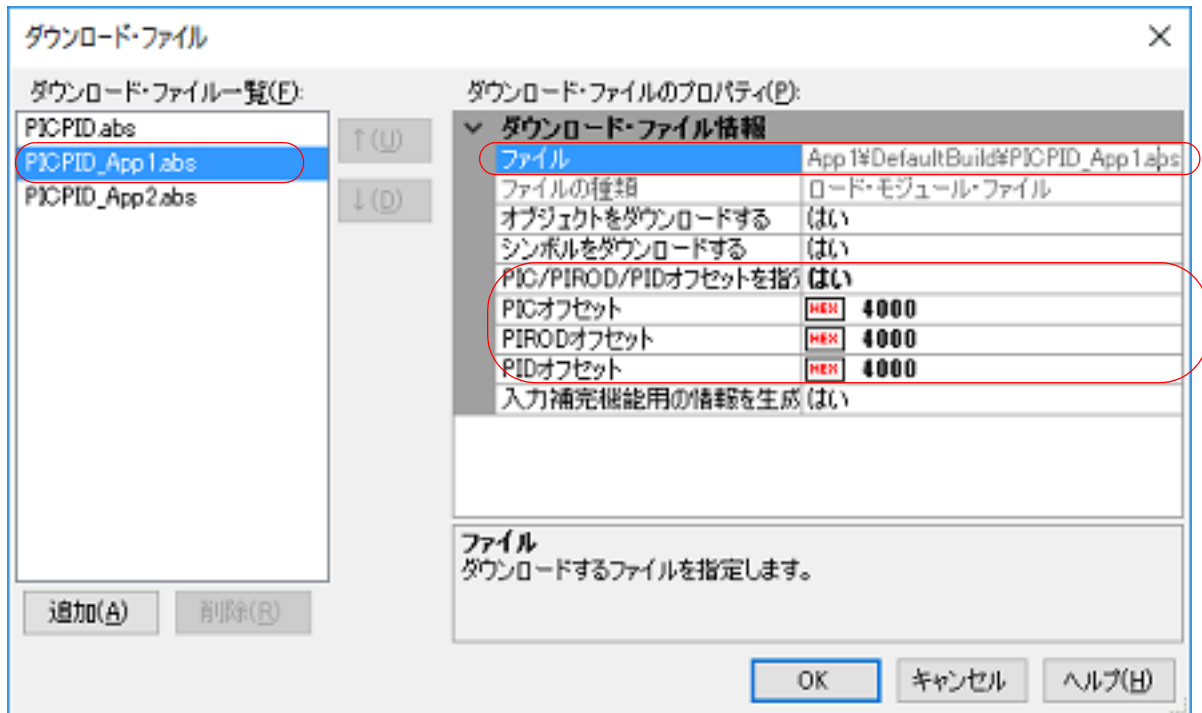 ダウンロード・ファイル
ダウンロード・ファイル一覧(F):
PICPID.abs
PICPID_App1.abs
PICPID_App2.abs
↑(U)
↓(D)
追加(A)
削除(R)
ダウンロード・ファイルのプロパティ(P):
ダウンロード・ファイル情報
ファイル App1¥DefaultBuild¥PICPID_App1.abs
ファイルの種類 ロード・モジュール・ファイル
オブジェクトをダウンロードする はい
シンボルをダウンロードする はい
PIC/PIROD/PIDオフセットを指定 はい
PICオフセット HEX 4000
PIRODオフセット HEX 4000
PIDオフセット HEX 4000
入力補完機能用の情報を生成 はい
ファイル
ダウンロードするファイルを指定します。
OK キャンセル ヘルプ(H)